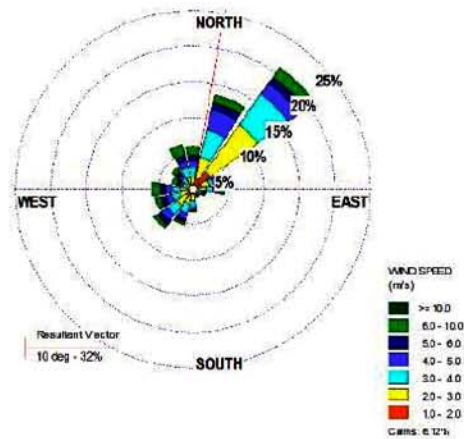 NORTH
25%
20%
15%
10%
5%
WEST
EAST
WIND SPEED
(m/s)
>= 10.0
6.0 - 10.0
5.0 - 6.0
4.0 - 5.0
3.0 - 4.0
2.0 - 3.0
1.0 - 2.0
Calms: 6.12%
Resultant Vector
10 deg - 32%
SOUTH